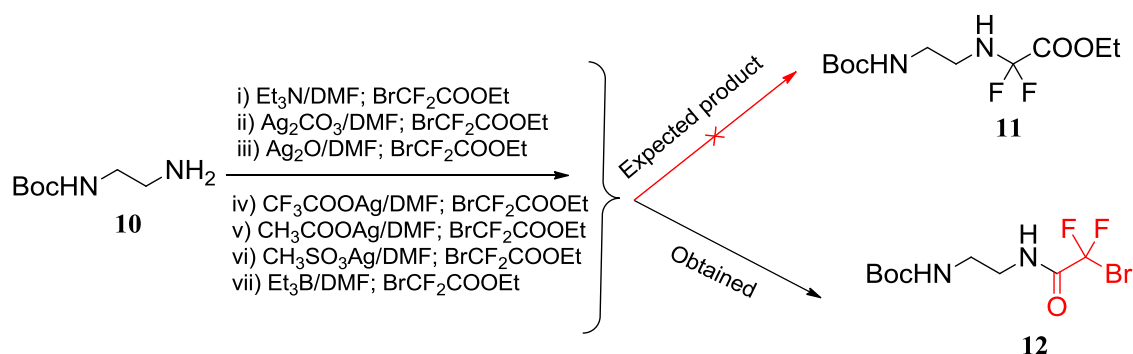 i) Et₃N/DMF; BrCF₂COOEt
ii) Ag₂CO₃/DMF; BrCF₂COOEt
iii) Ag₂O/DMF; BrCF₂COOEt
BocHN
NH₂
10
iv) CF₃COOAg/DMF; BrCF₂COOEt
v) CH₃COOAg/DMF; BrCF₂COOEt
vi) CH₃SO₃Ag/DMF; BrCF₂COOEt
vii) Et₃B/DMF; BrCF₂COOEt
Expected product
Obtained
H
N
COOEt
BocHN
F F
11
H
N
F
F
BocHN
Br
O
12